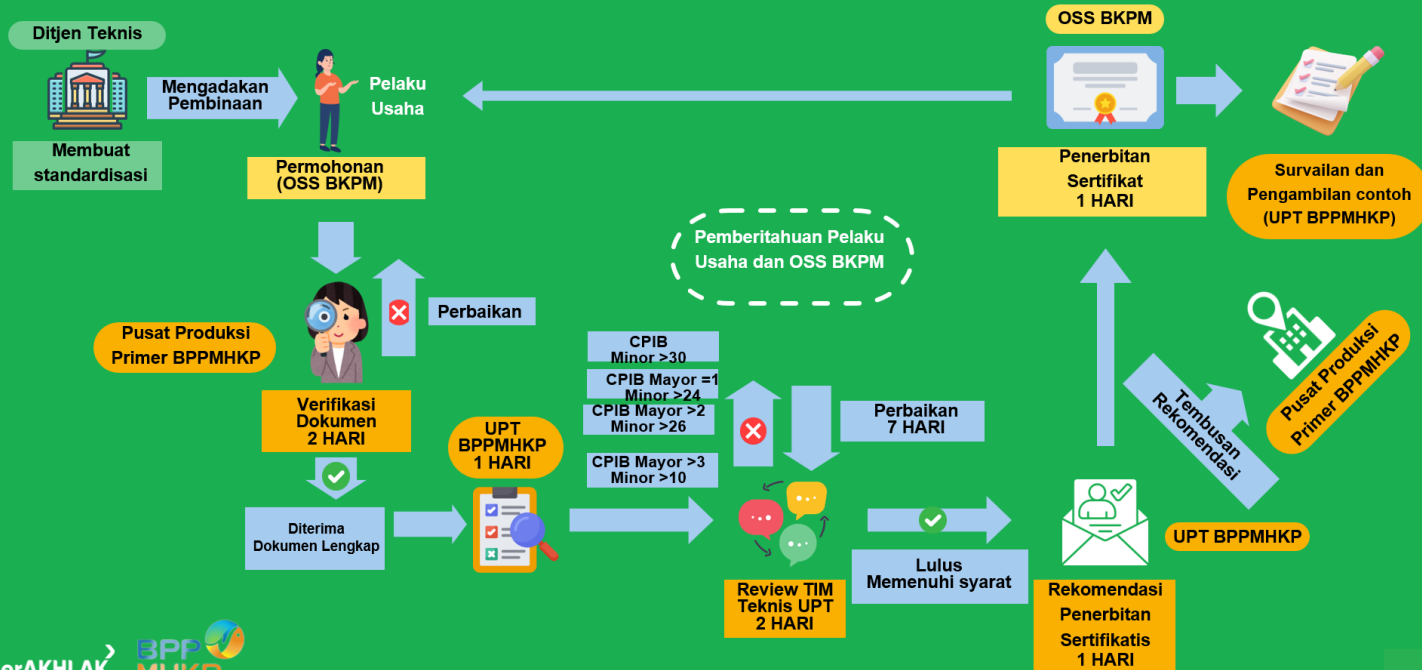 Ditjen Teknis
Membuat
standardisasi
Mengadakan
Pembinaan
Pelaku
Usaha
Permohonan
(OSS BKPM)
Perbaikan
Pusat Produksi
Primer BPPMHKP
Verifikasi
Dokumen
2 HARI
Diterima
Dokumen Lengkap
UPT
BPPMHKP
1 HARI
CPIB
Minor >30
CPIB Mayor =1
Minor >24
CPIB Mayor >2
Minor >26
CPIB Mayor >3
Minor >10
Pemberitahuan Pelaku
Usaha dan OSS BKPM
Perbaikan
7 HARI
Review TIM
Teknis UPT
2 HARI
Lulus
Memenuhi syarat
Rekomendasi
Penerbitan
Sertifikatis
1 HARI
UPT BPPMHKP
Tembusan
Rekomendasi
Pusat Produksi
Primer BPPMHKP
OSS BKPM
Penerbitan
Sertifikat
1 HARI
Survailan dan
Pengambilan contoh
(UPT BPPMHKP)
erAKHLAK
BPP
MHKP